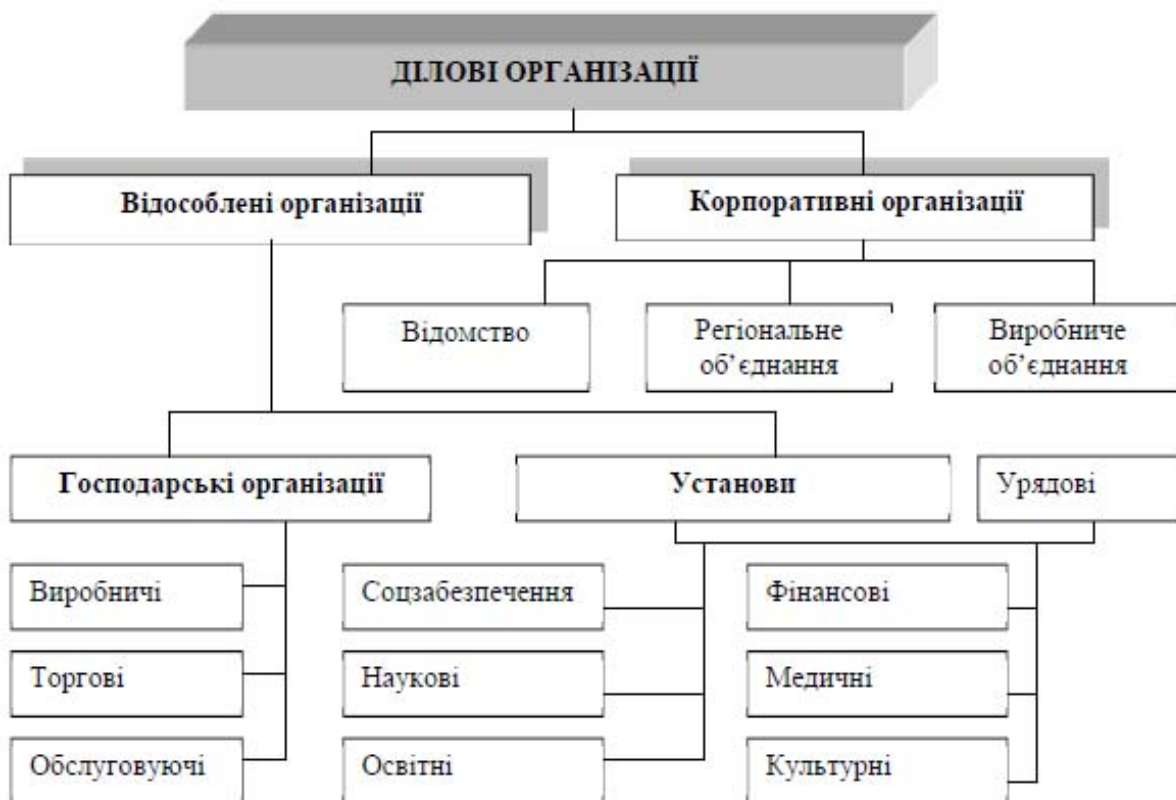 ДІЛОВІ ОРГАНІЗАЦІЇ
Відособлені організації
Корпоративні організації
Відомство
Регіональне
об’єднання
Виробниче
об’єднання
Господарські організації
Установи
Урядові
Виробничі
Соцзабезпечення
Фінансові
Торгові
Наукові
Медичні
Обслуговуючі
Освітні
Культурні